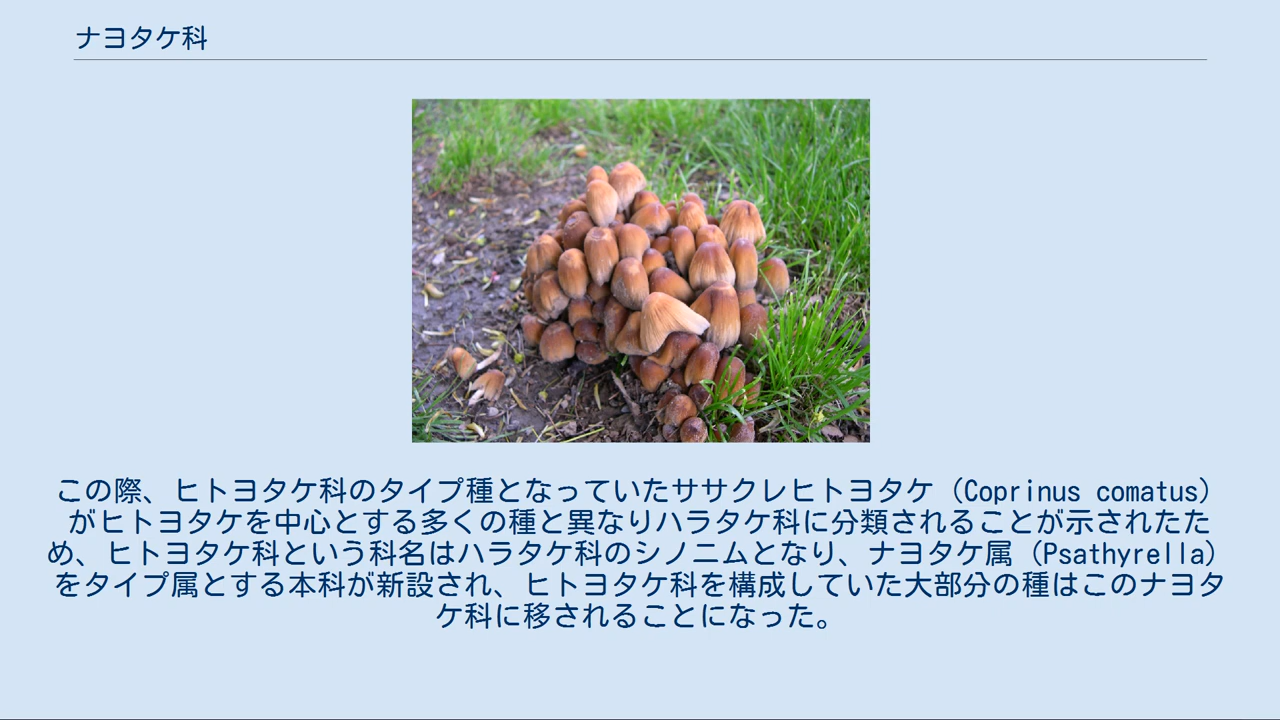 ナヨタケ科
この際、ヒトヨタケ科のタイプ種となっていたササクレヒトヨタケ（Coprinus comatus）
がヒトヨタケを中心とする多くの種と異なりハラタケ科に分類されることが示されたた
め、ヒトヨタケ科という科名はハラタケ科のシノニムとなり、ナヨタケ属（Psathyrella）
をタイプ属とする本科が新設され、ヒトヨタケ科を構成していた大部分の種はこのナヨタ
ケ科に移されることになった。